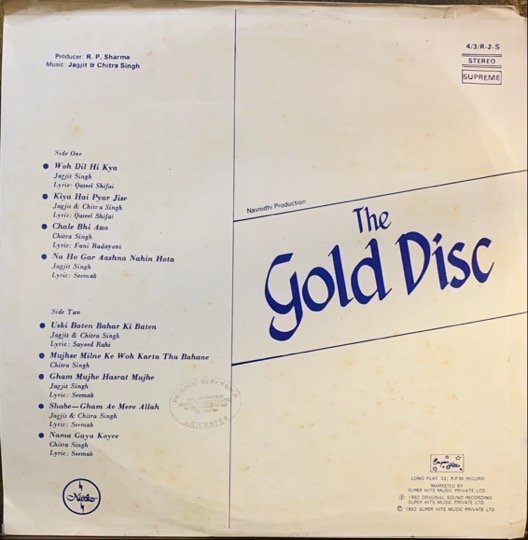 Producer: R. P. Sharma
Music: Jagjit & Chitra Singh
4/3/R-2-S
STEREO
SUPREME
Side One
Woh Dil Hi Kya
Jagjit Singh
Lyric: Qateel Shifai
Kiya Hai Pyar Jise
Jagjit & Chitra Singh
Lyric: Qateel Shifai
Chale Bhi Aao
Chitra Singh
Lyric: Fani Badayoni
Na Ho Gar Aashna Nahin Hota
Jagjit Singh
Lyric: Seemab
Side Two
Uski Baten Bahar Ki Baten
Jagjit & Chitra Singh
Lyric: Sayeed Rahi
Mujhse Milne Ke Woh Karta Tha Bahane
Chitra Singh
Gham Mujhe Hasrat Mujhe
Jagjit Singh
Lyric: Seemab
Shabe-Gham Ae Mere Allah
Jagjit & Chitra Singh
Lyric: Seemab
Nama Gaya Koyee
Chitra Singh
Lyric: Seemab
Navnidhi Production
The
Gold Disc
Super
Hits
LONG PLAY 33⅓ R.P.M RECORD
MARKETED BY
SUPER HITS MUSIC PRIVATE LTD
℗ 1982 ORIGINAL SOUND RECORDING
SUPER HITS MUSIC PRIVATE LTD.
© 1982 SUPER HITS MUSIC PRIVATE LTD